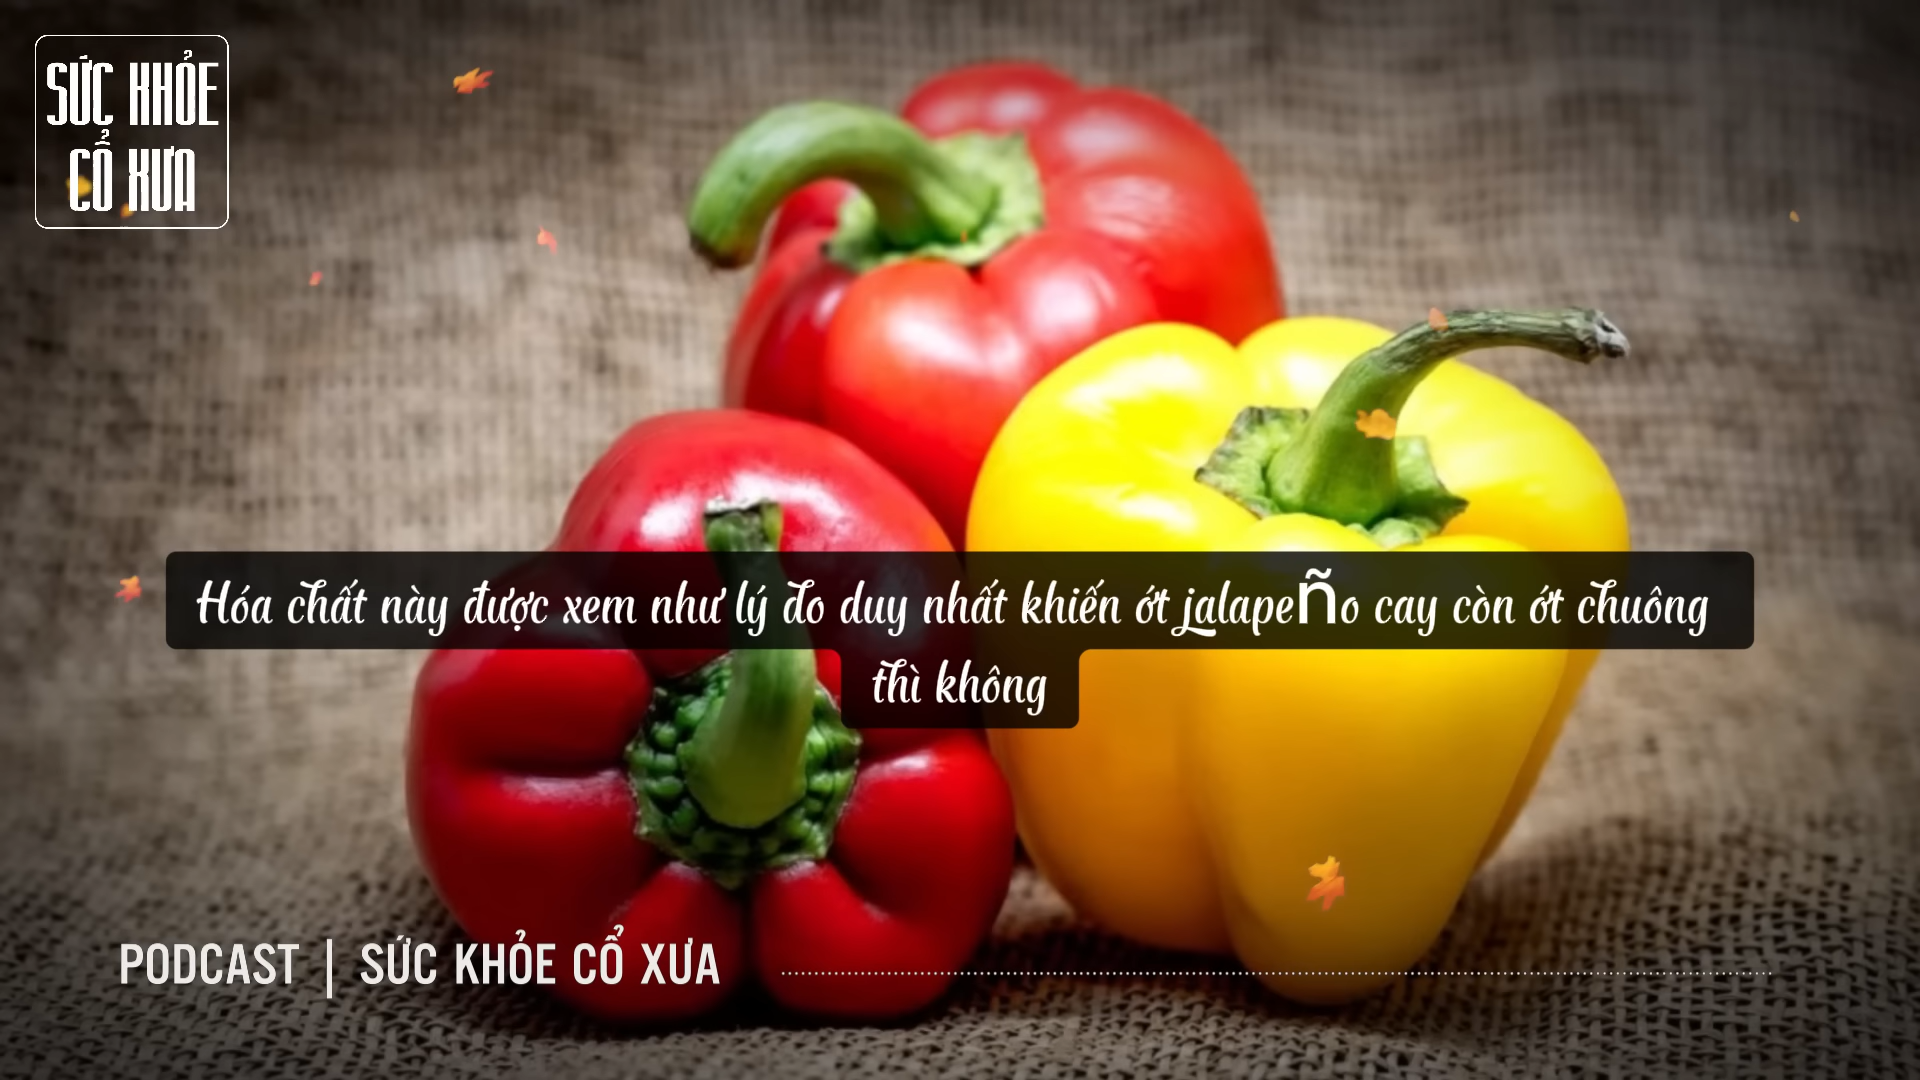 SỨC KHỎE
CỔ XƯA
Hóa chất này được xem như lý do duy nhất khiến ớt jalapeño cay còn ớt chuông
thì không
PODCAST | SỨC KHỎE CỔ XƯA